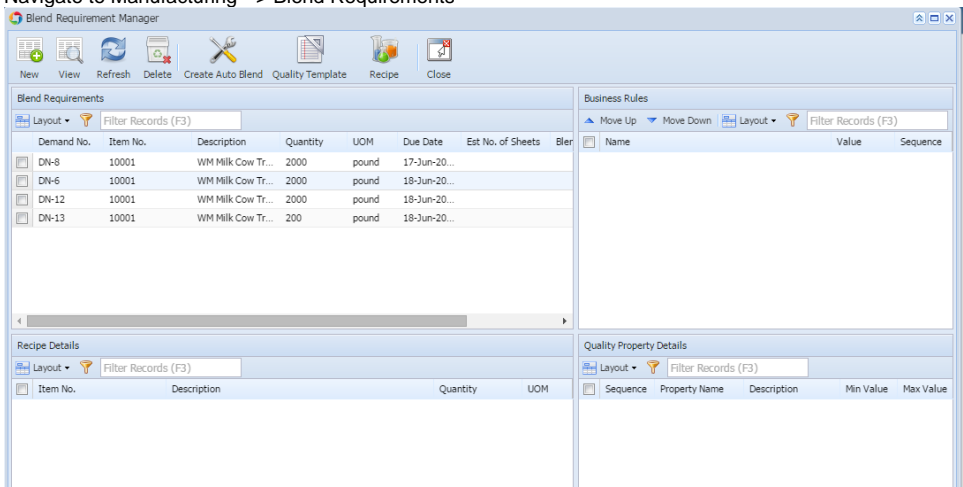 Navigate to Manufacturing -> Blend Requirements
Blend Requirement Manager
New View Refresh Delete Create Auto Blend Quality Template Recipe Close
Blend Requirements
Layout Filter Records (F3)
Demand No. Item No. Description Quantity UOM Due Date Est No. of Sheets Bler
DN-8 10001 WM Milk Cow Tr... 2000 pound 17-Jun-20...
DN-6 10001 WM Milk Cow Tr... 2000 pound 18-Jun-20...
DN-12 10001 WM Milk Cow Tr... 2000 pound 18-Jun-20...
DN-13 10001 WM Milk Cow Tr... 200 pound 18-Jun-20...
Business Rules
Move Up Move Down Layout Filter Records (F3)
Name Value Sequence
Recipe Details
Layout Filter Records (F3)
Item No. Description Quantity UOM
Quality Property Details
Layout Filter Records (F3)
Sequence Property Name Description Min Value Max Value